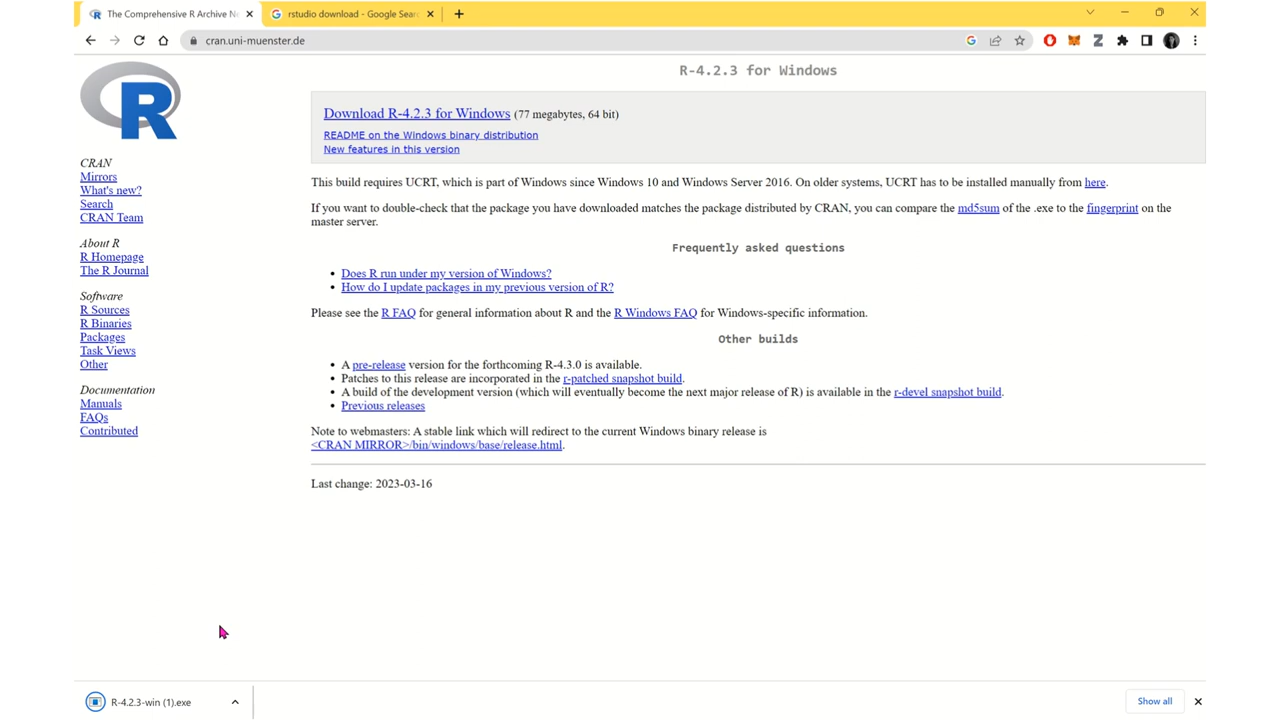 The Comprehensive R Archive N
rstudio download - Google Sear
cran.uni-muenster.de
R
CRAN
Mirrors
What's new?
Search
CRAN Team
About R
R Homepage
The R Journal
Software
R Sources
R Binaries
Packages
Task Views
Other
Documentation
Manuals
FAQs
Contributed
R-4.2.3 for Windows
Download R-4.2.3 for Windows (77 megabytes, 64 bit)
README on the Windows binary distribution
New features in this version
This build requires UCRT, which is part of Windows since Windows 10 and Windows Server 2016. On older systems, UCRT has to be installed manually from here.
If you want to double-check that the package you have downloaded matches the package distributed by CRAN, you can compare the md5sum of the .exe to the fingerprint on the
master server.
Frequently asked questions
• Does R run under my version of Windows?
• How do I update packages in my previous version of R?
Please see the R FAQ for general information about R and the R Windows FAQ for Windows-specific information.
Other builds
• A pre-release version for the forthcoming R-4.3.0 is available.
• Patches to this release are incorporated in the r-patched snapshot build.
• A build of the development version (which will eventually become the next major release of R) is available in the r-devel snapshot build.
• Previous releases
Note to webmasters: A stable link which will redirect to the current Windows binary release is
<CRAN MIRROR>/bin/windows/base/release.html.
Last change: 2023-03-16
R-4.2.3-win (1).exe
Show all